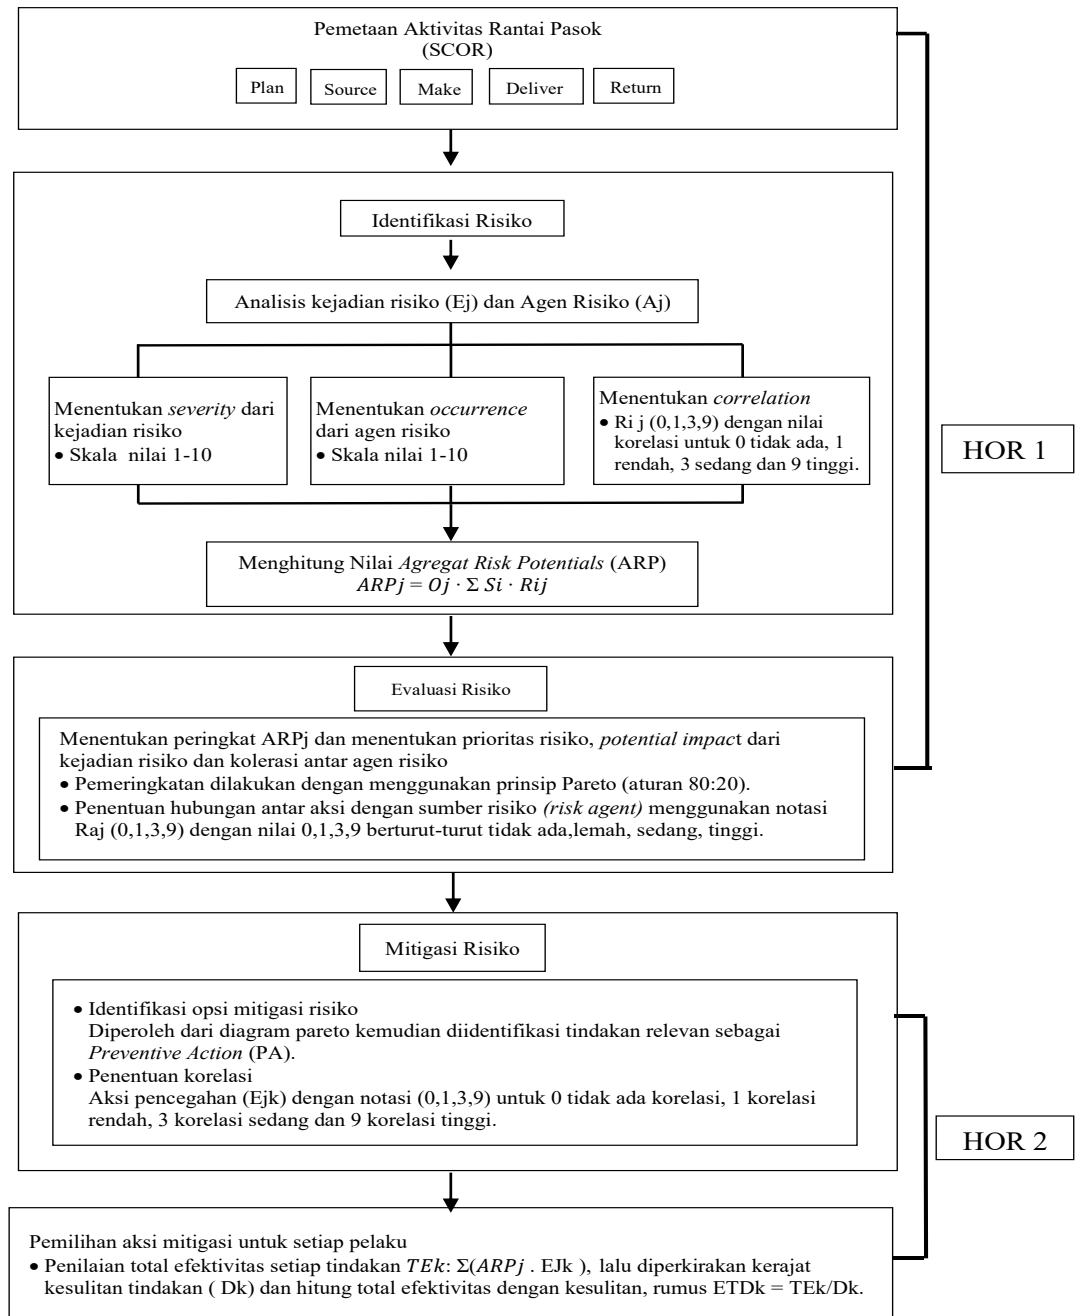 Pemetaan Aktivitas Rantai Pasok
(SCOR)
Plan
Source
Make
Deliver
Return
Identifikasi Risiko
Analisis kejadian risiko (Ej) dan Agen Risiko (Aj)
Menentukan severity dari
kejadian risiko
• Skala nilai 1-10
Menentukan occurrence
dari agen risiko
• Skala nilai 1-10
Menentukan correlation
• Ri j (0,1,3,9) dengan nilai
korelasi untuk 0 tidak ada, 1
rendah, 3 sedang dan 9 tinggi.
HOR 1
Menghitung Nilai Agregat Risk Potentials (ARP)
ARPj = Oj · Σ Si · Rij
Evaluasi Risiko
Menentukan peringkat ARPj dan menentukan prioritas risiko, potential impact dari
kejadian risiko dan kolerasi antar agen risiko
• Pemeringkatan dilakukan dengan menggunakan prinsip Pareto (aturan 80:20).
• Penentuan hubungan antar aksi dengan sumber risiko (risk agent) menggunakan notasi
Raj (0,1,3,9) dengan nilai 0,1,3,9 berturut-turut tidak ada,lemah, sedang, tinggi.
Mitigasi Risiko
• Identifikasi opsi mitigasi risiko
Diperoleh dari diagram pareto kemudian diidentifikasi tindakan relevan sebagai
Preventive Action (PA).
• Penentuan korelasi
Aksi pencegahan (Ejk) dengan notasi (0,1,3,9) untuk 0 tidak ada korelasi, 1 korelasi
rendah, 3 korelasi sedang dan 9 korelasi tinggi.
HOR 2
Pemilihan aksi mitigasi untuk setiap pelaku
• Penilaian total efektivitas setiap tindakan TEk: Σ(ARPj . EJk ), lalu diperkirakan kerajat
kesulitan tindakan ( Dk) dan hitung total efektivitas dengan kesulitan, rumus ETDk = TEk/Dk.